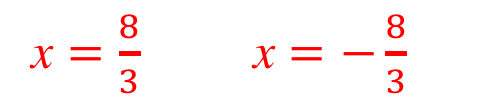 x = 8/3    x = − 8/3